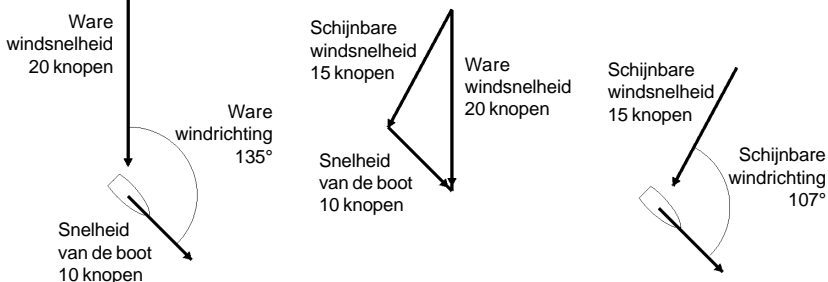 Ware
windsnelheid
20 knopen
Ware
windrichting
135°
Snelheid
van de boot
10 knopen
Schijnbare
windsnelheid
15 knopen
Ware
windsnelheid
20 knopen
Snelheid
van de boot
10 knopen
Schijnbare
windsnelheid
15 knopen
Schijnbare
windrichting
107°